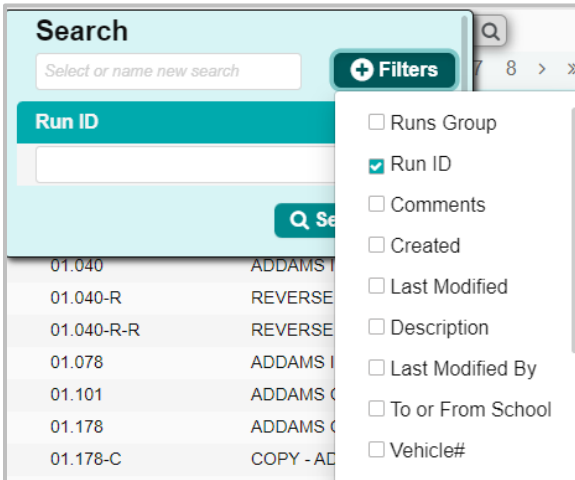 Search
Select or name new search
Filters
7 8 > »
Run ID
Runs Group
Run ID
Comments
Created
Last Modified
Description
Last Modified By
To or From School
Vehicle#
01.040 ADDAMS
01.040-R REVERSE
01.040-R-R REVERSE
01.078 ADDAMS
01.101 ADDAMS
01.178 ADDAMS
01.178-C COPY - AD